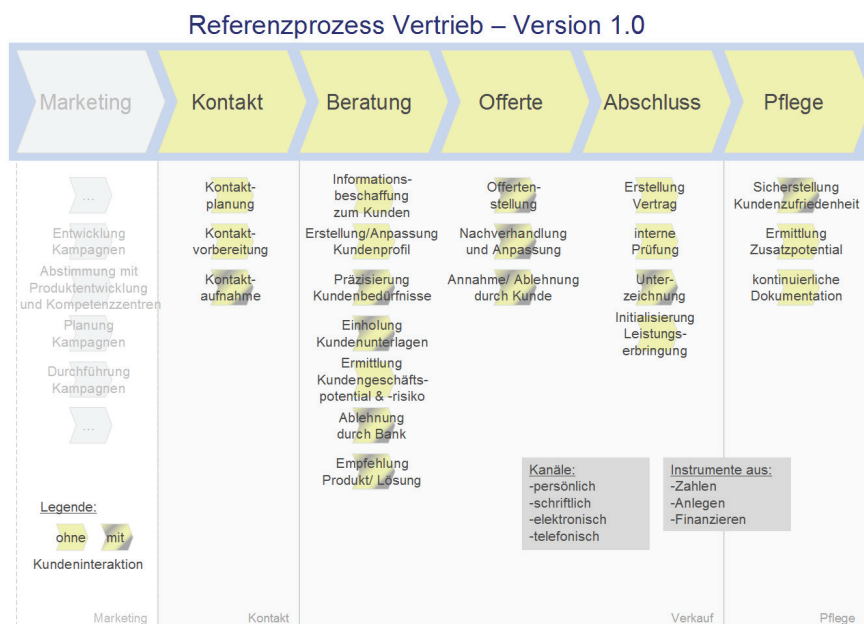 Referenzprozess Vertrieb – Version 1.0
Marketing
Kontakt
Beratung
Offerte
Abschluss
Pflege
...
Entwicklung
Kampagnen
Abstimmung mit
Produktentwicklung
und Kompetenzzentren
Planung
Kampagnen
Durchführung
Kampagnen
...
Kontakt-
planung
Kontakt-
vorbereitung
Kontakt-
aufnahme
Informations-
beschaffung
zum Kunden
Erstellung/Anpassung
Kundenprofil
Präzisierung
Kundenbedürfnisse
Einholung
Kundenunterlagen
Ermittlung
Kundengeschäfts-
potential & -risiko
Ablehnung
durch Bank
Empfehlung
Produkt/ Lösung
Offerten-
stellung
Nachverhandlung
und Anpassung
Annahme/ Ablehnung
durch Kunde
Erstellung
Vertrag
interne
Prüfung
Unter-
zeichnung
Initialisierung
Leistungs-
erbringung
Sicherstellung
Kundenzufriedenheit
Ermittlung
Zusatzpotential
kontinuierliche
Dokumentation
Kanäle:
-persönlich
-schriftlich
-elektronisch
-telefonisch
Instrumente aus:
-Zahlen
-Anlegen
-Finanzieren
Legende:
ohne
mit
Kundeninteraktion
Marketing
Kontakt
Verkauf
Pflege